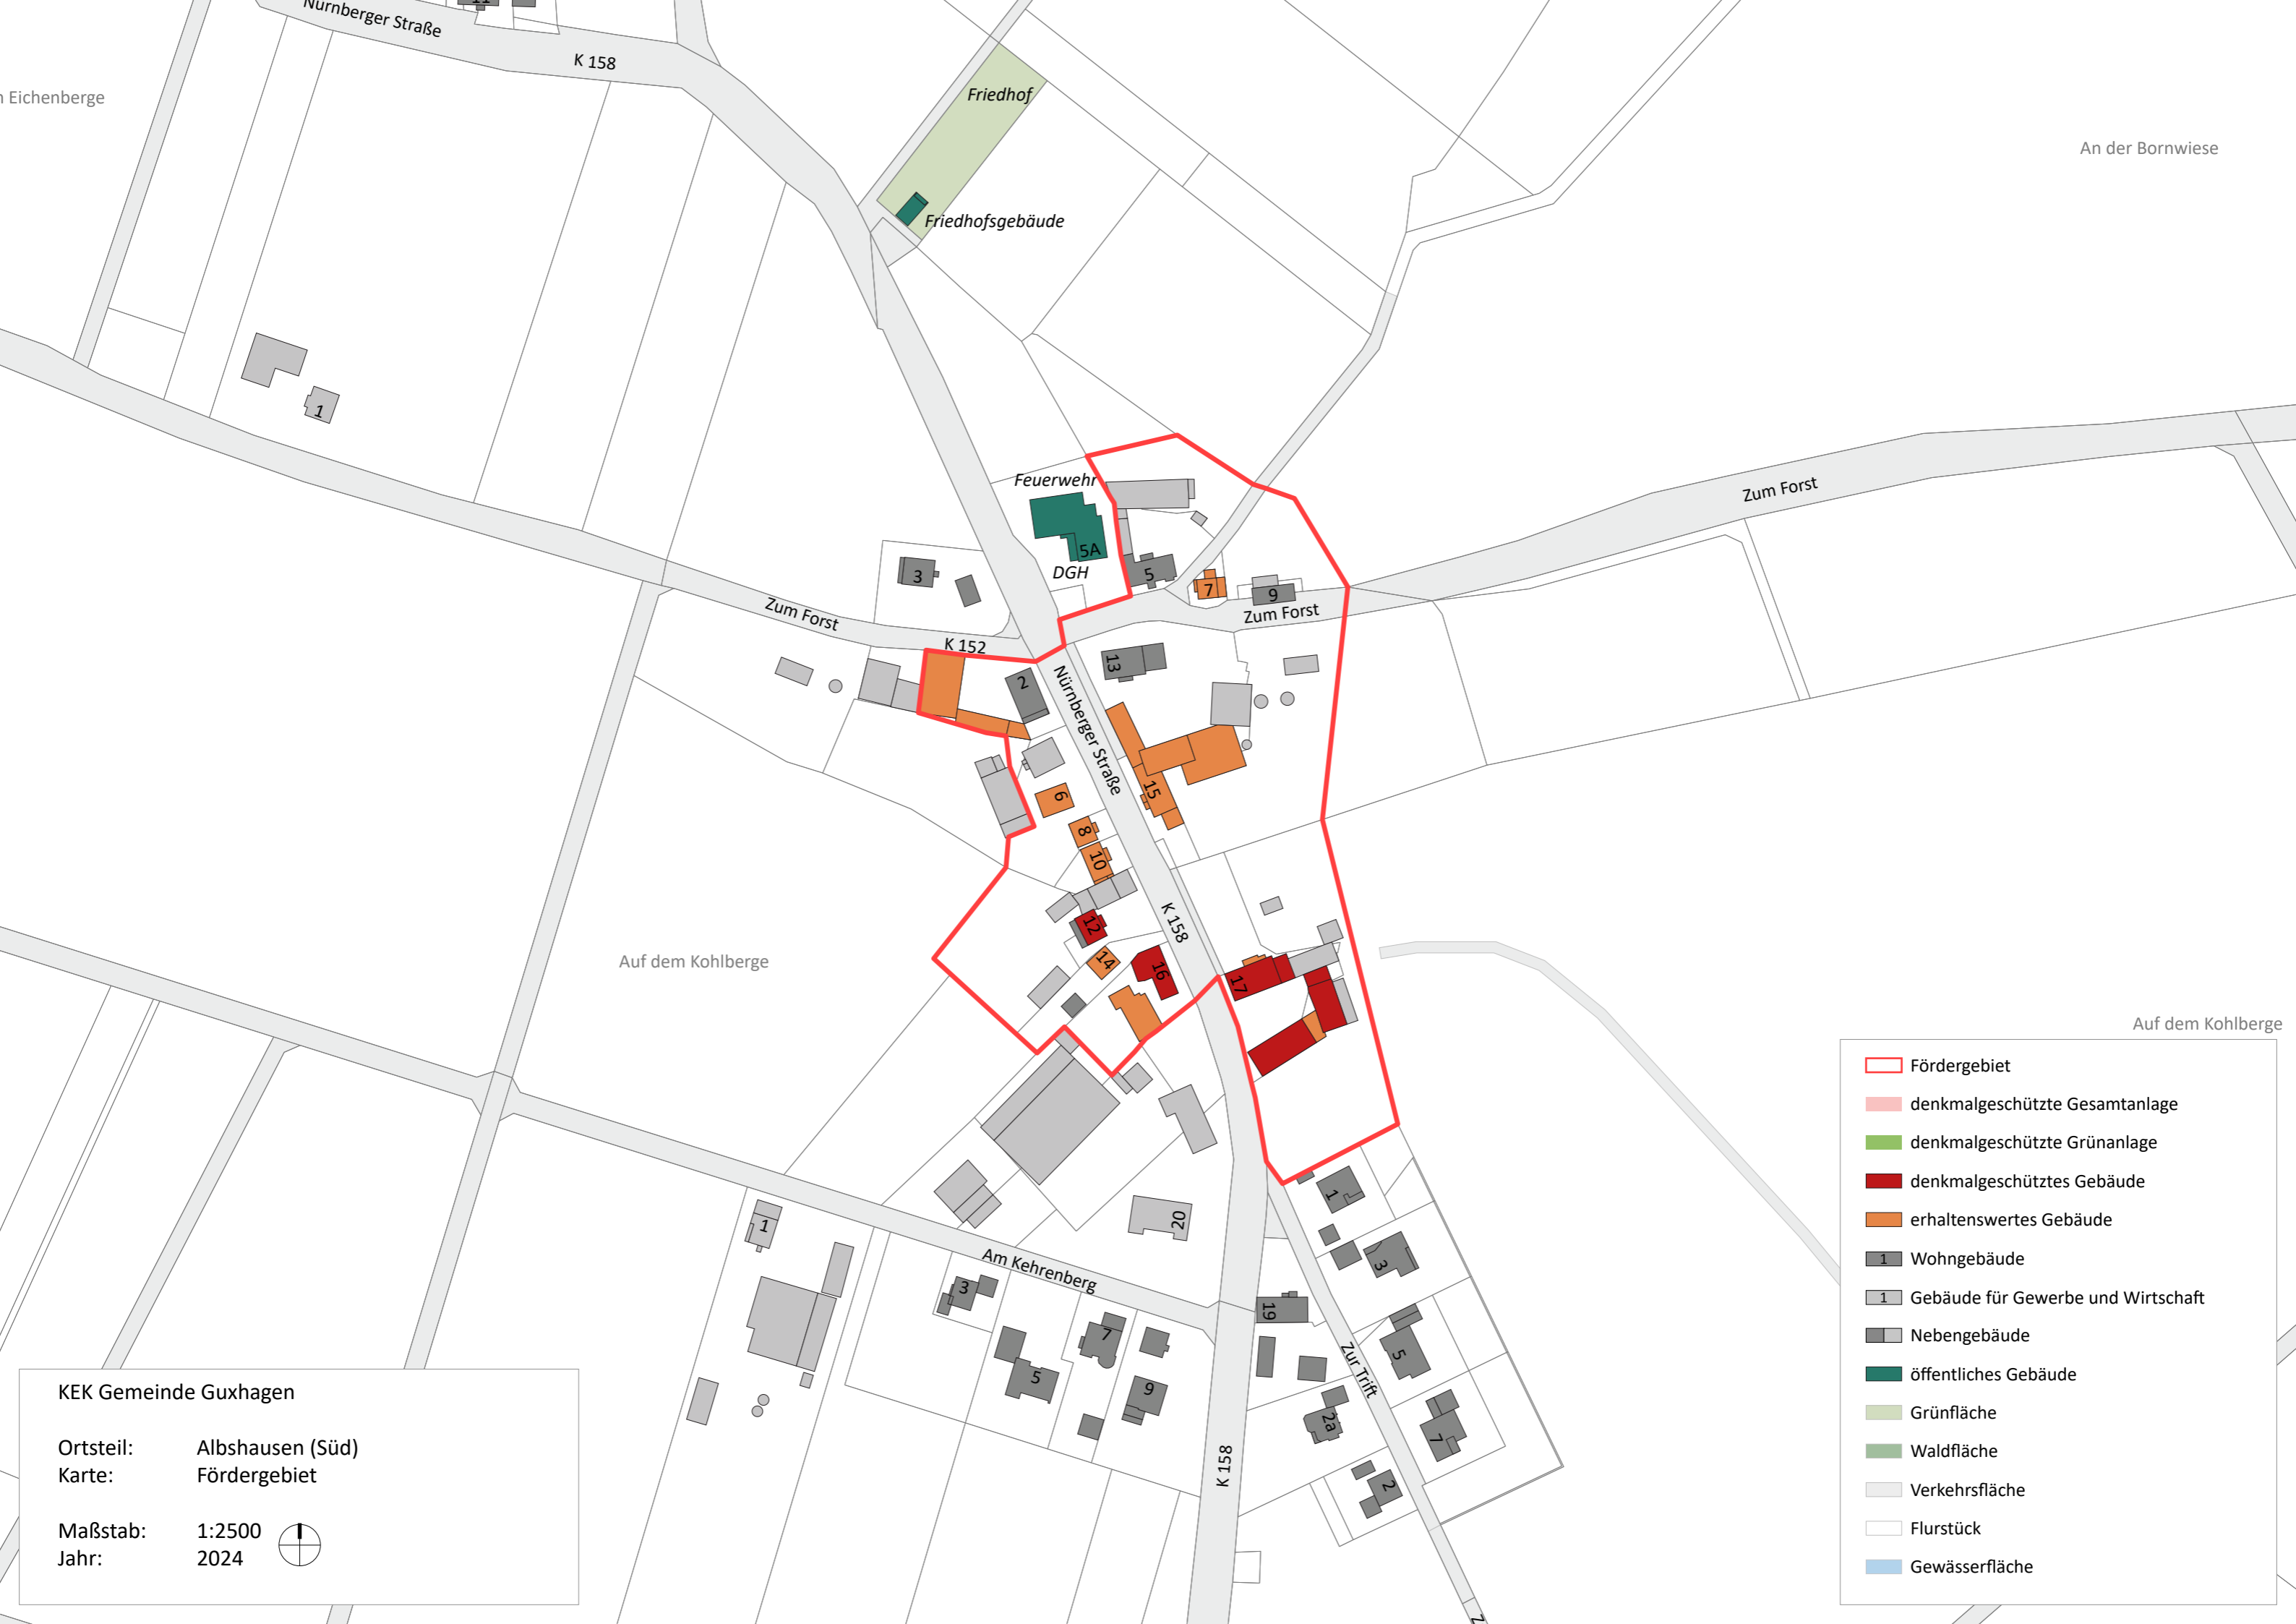 11
Nürnberger Straße
K 158
Eichenberge
Friedhof
An der Bornwiese
Friedhofsgebäude
1
Feuerwehr
Zum Forst
5A
DGH
3
5
7
9
Zum Forst
Zum Forst
K 152
13
2
Nürnberger Straße
15
6
8
10
12
K 158
14
16
17
Auf dem Kohlberge
Auf dem Kohlberge
1
20
1
3
Am Kehrenberg
3
19
7
5
5
9
Zur Trift
2a
7
K 158
2
Z
Fördergebiet
denkmalgeschützte Gesamtanlage
denkmalgeschützte Grünanlage
denkmalgeschütztes Gebäude
erhaltenswertes Gebäude
1 Wohngebäude
1 Gebäude für Gewerbe und Wirtschaft
Nebengebäude
öffentliches Gebäude
Grünfläche
Waldfläche
Verkehrsfläche
Flurstück
Gewässerfläche
KEK Gemeinde Guxhagen
Ortsteil: Albshausen (Süd)
Karte: Fördergebiet
Maßstab: 1:2500
Jahr: 2024